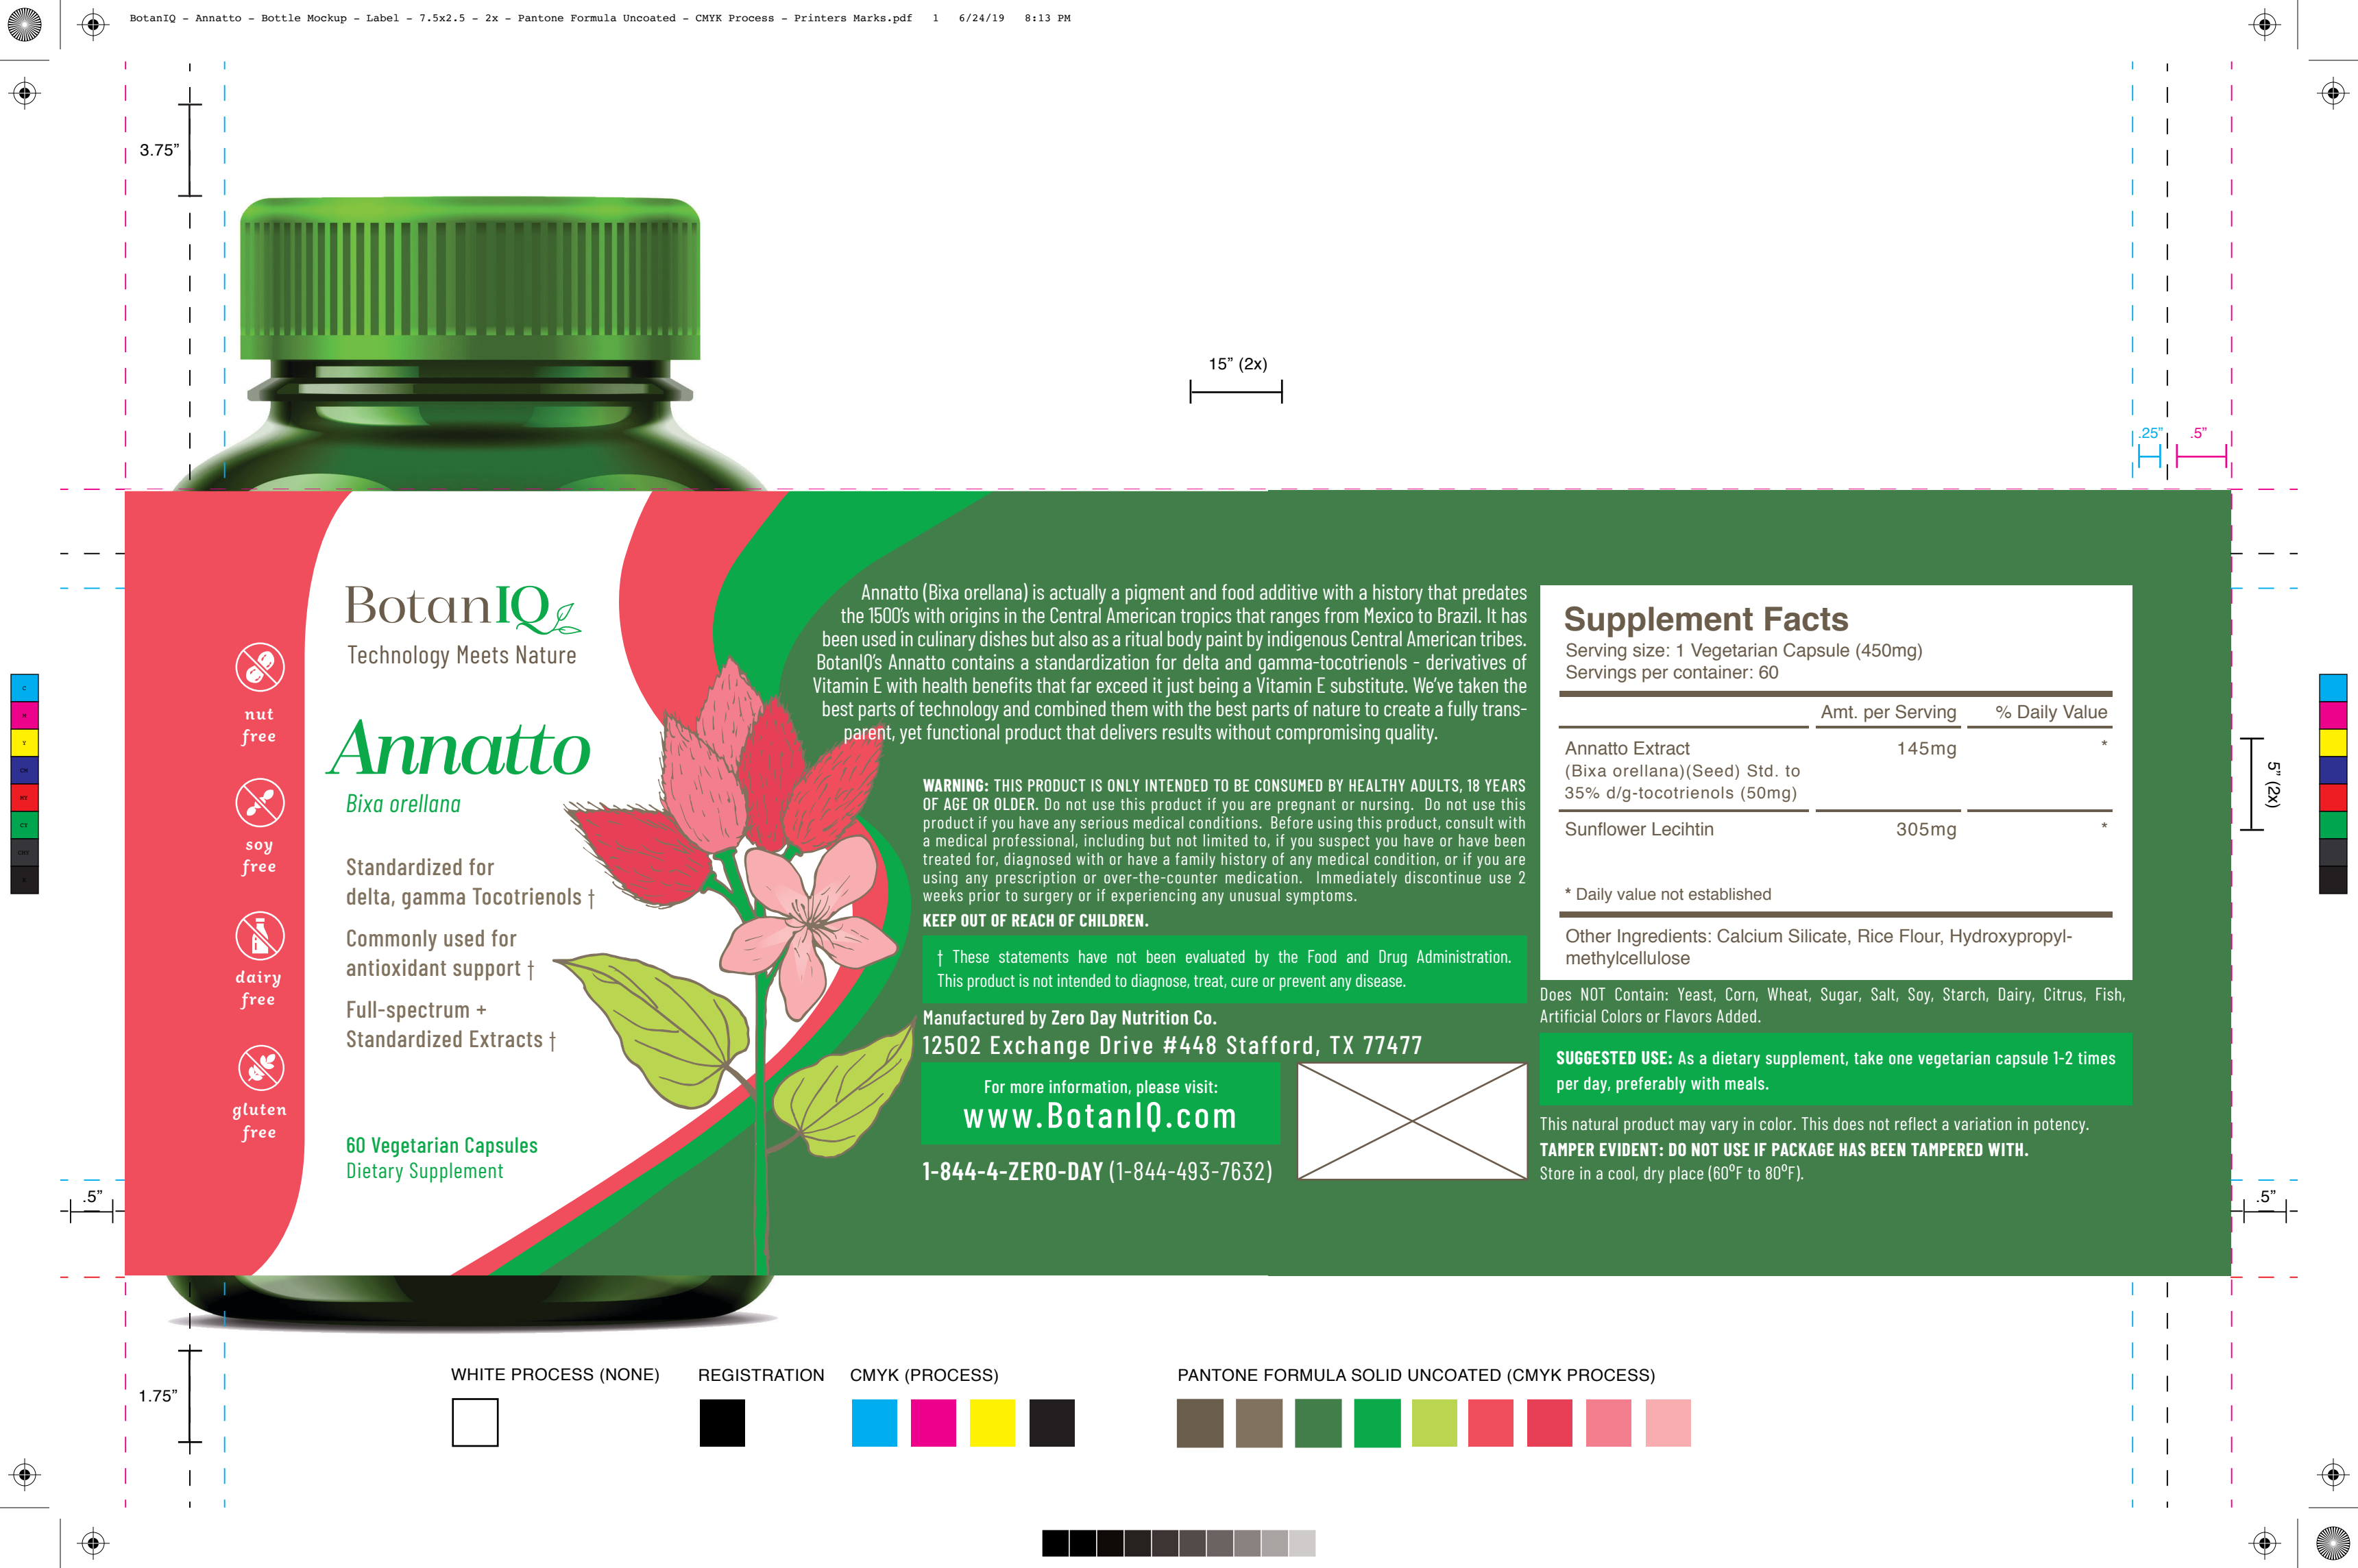 BotanIQ - Annatto - Bottle Mockup - Label - 7.5x2.5 - 2x - Pantone Formula Uncoated - CMYK Process - Printers Marks.pdf 1 6/24/19 8:13 PM
3.75”
15” (2x)
.25”
.5”
BotanIQ
Technology Meets Nature
Annatto
Bixa orellana
Standardized for
delta, gamma Tocotrienols †
Commonly used for
antioxidant support †
Full-spectrum +
Standardized Extracts †
60 Vegetarian Capsules
Dietary Supplement
nut
free
soy
free
dairy
free
gluten
free
Annatto (Bixa orellana) is actually a pigment and food additive with a history that predates
the 1500’s with origins in the Central American tropics that ranges from Mexico to Brazil. It has
been used in culinary dishes but also as a ritual body paint by indigenous Central American tribes.
BotanIQ’s Annatto contains a standardization for delta and gamma-tocotrienols - derivatives of
Vitamin E with health benefits that far exceed it just being a Vitamin E substitute. We’ve taken the
best parts of technology and combined them with the best parts of nature to create a fully trans-
parent, yet functional product that delivers results without compromising quality.
WARNING: THIS PRODUCT IS ONLY INTENDED TO BE CONSUMED BY HEALTHY ADULTS, 18 YEARS
OF AGE OR OLDER. Do not use this product if you are pregnant or nursing. Do not use this
product if you have any serious medical conditions. Before using this product, consult with
a medical professional, including but not limited to, if you suspect you have or have been
treated for, diagnosed with or have a family history of any medical condition, or if you are
using any prescription or over-the-counter medication. Immediately discontinue use 2
weeks prior to surgery or if experiencing any unusual symptoms.
KEEP OUT OF REACH OF CHILDREN.
† These statements have not been evaluated by the Food and Drug Administration.
This product is not intended to diagnose, treat, cure or prevent any disease.
Manufactured by Zero Day Nutrition Co.
12502 Exchange Drive #448 Stafford, TX 77477
For more information, please visit:
www.BotanIQ.com
1-844-4-ZERO-DAY (1-844-493-7632)
Supplement Facts
Serving size: 1 Vegetarian Capsule (450mg)
Servings per container: 60
Amt. per Serving % Daily Value
Annatto Extract 145mg *
(Bixa orellana)(Seed) Std. to
35% d/g-tocotrienols (50mg)
Sunflower Lecihtin 305mg *
* Daily value not established
Other Ingredients: Calcium Silicate, Rice Flour, Hydroxypropyl-
methylcellulose
Does NOT Contain: Yeast, Corn, Wheat, Sugar, Salt, Soy, Starch, Dairy, Citrus, Fish,
Artificial Colors or Flavors Added.
SUGGESTED USE: As a dietary supplement, take one vegetarian capsule 1-2 times
per day, preferably with meals.
This natural product may vary in color. This does not reflect a variation in potency.
TAMPER EVIDENT: DO NOT USE IF PACKAGE HAS BEEN TAMPERED WITH.
Store in a cool, dry place (60ºF to 80ºF).
5” (2x)
.5”
.5”
1.75”
C
M
Y
CM
MY
CY
CMY
K
WHITE PROCESS (NONE)
REGISTRATION
CMYK (PROCESS)
PANTONE FORMULA SOLID UNCOATED (CMYK PROCESS)